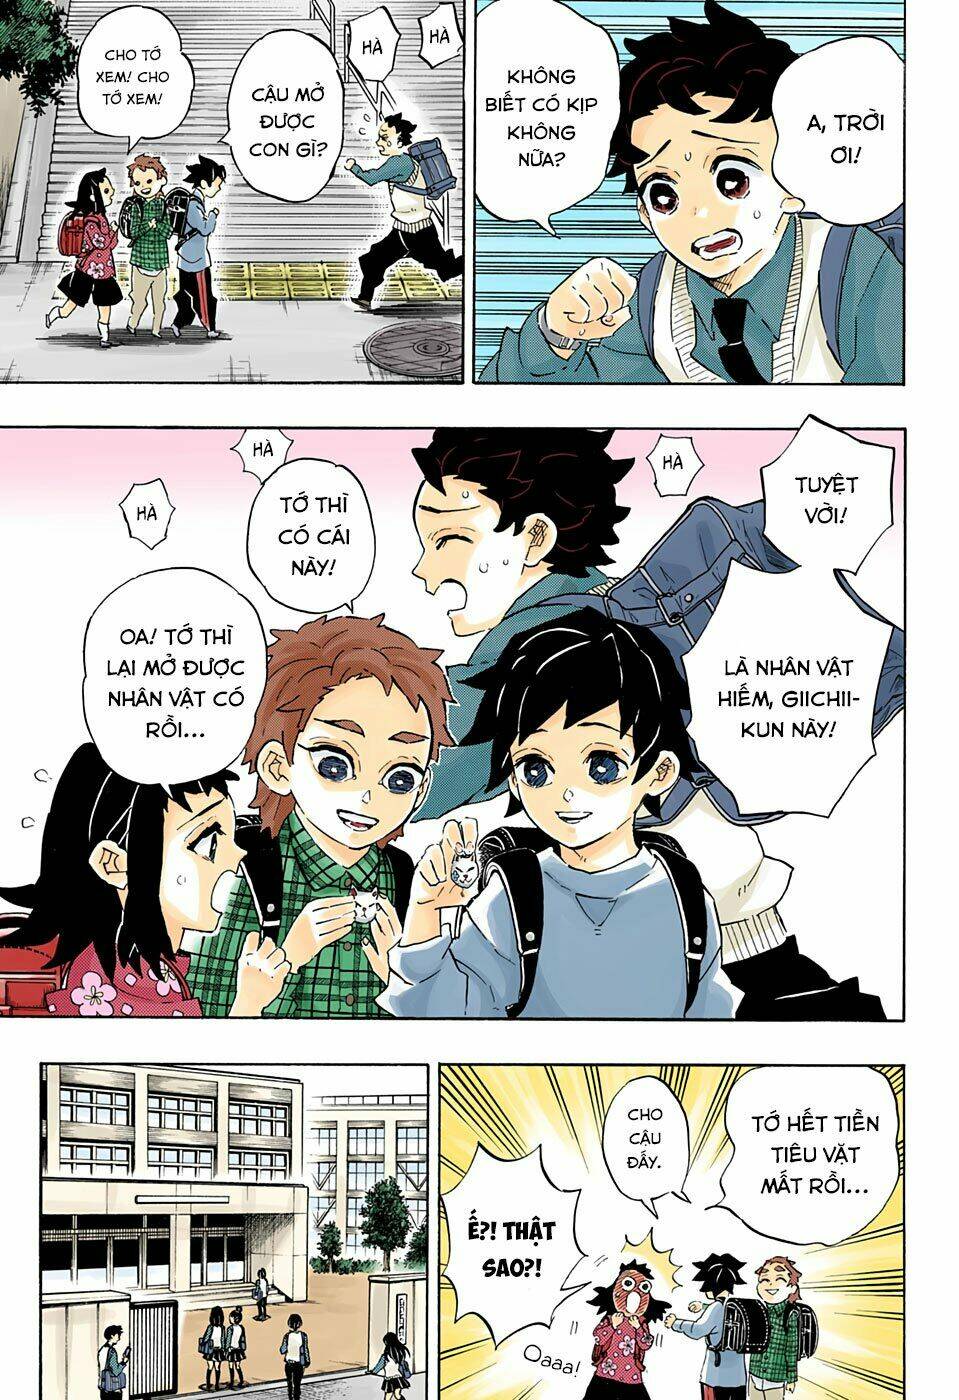 A, TRỜI
ƠI!
KHÔNG
BIẾT CÓ KỊP
KHÔNG
NỮA?
HÀ
HÀ
CẬU MỞ
ĐƯỢC
CON GÌ?
CHO TỚ
XEM! CHO
TỚ XEM!
TUYỆT
VỜI!
LÀ NHÂN VẬT
HIẾM, GIICHII-
KUN NÀY!
HÀ
TỚ THÌ
CÓ CÁI
NÀY!
HÀ
HÀ
OA! TỚ THÌ
LẠI MỞ ĐƯỢC
NHÂN VẬT CÓ
RỒI...
TỚ HẾT TIỀN
TIÊU VẶT
MẤT RỒI...
CHO
CẬU
ĐẤY.
Ế?! THẬT
SAO?!
Oaaa!